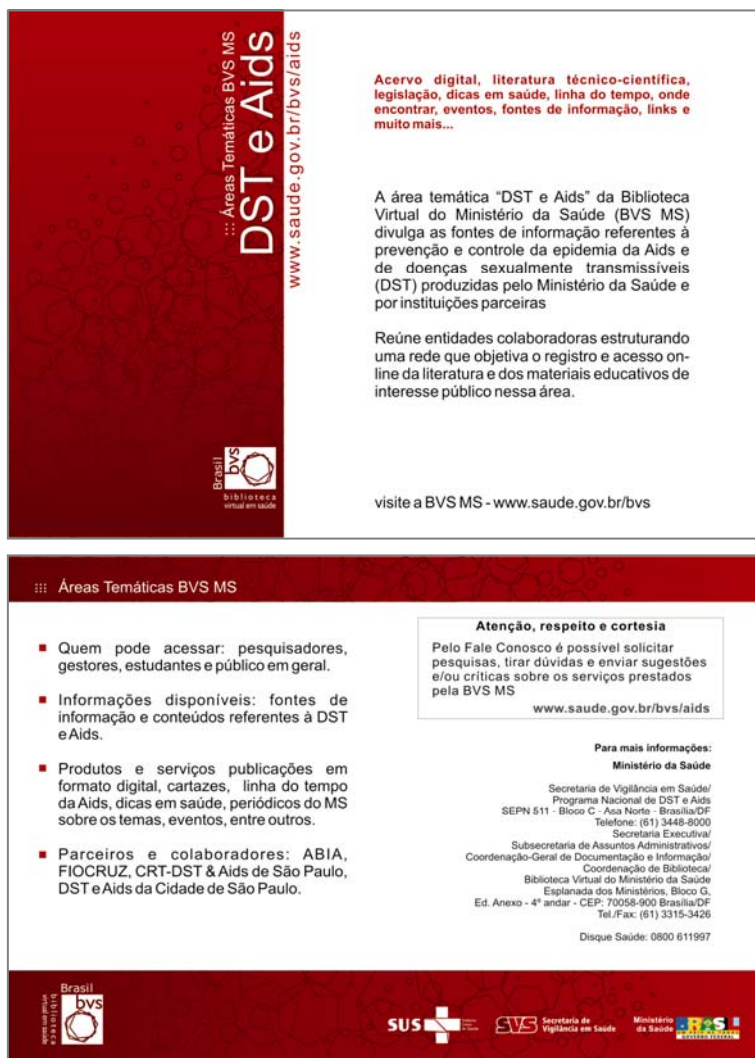 ::: Áreas Temáticas BVS MS
DST e Aids
www.saude.gov.br/bvs/aids
Brasil
bvs
biblioteca
virtual em saúde
Acervo digital, literatura técnico-científica,
legislação, dicas em saúde, linha do tempo, onde
encontrar, eventos, fontes de informação, links e
muito mais...
A área temática “DST e Aids” da Biblioteca
Virtual do Ministério da Saúde (BVS MS)
divulga as fontes de informação referentes à
prevenção e controle da epidemia da Aids e
de doenças sexualmente transmissíveis
(DST) produzidas pelo Ministério da Saúde e
por instituições parceiras
Reúne entidades colaboradoras estruturando
uma rede que objetiva o registro e acesso on-
line da literatura e dos materiais educativos de
interesse público nessa área.
visite a BVS MS - www.saude.gov.br/bvs
Áreas Temáticas BVS MS
Quem pode acessar: pesquisadores,
gestores, estudantes e público em geral.
Informações disponíveis: fontes de
informação e conteúdos referentes à DST
e Aids.
Produtos e serviços publicações em
formato digital, cartazes, linha do tempo
da Aids, dicas em saúde, periódicos do MS
sobre os temas, eventos, entre outros.
Parceiros e colaboradores: ABIA,
FIOCRUZ, CRT-DST & Aids de São Paulo,
DST e Aids da Cidade de São Paulo.
Atenção, respeito e cortesia
Pelo Fale Conosco é possível solicitar
pesquisas, tirar dúvidas e enviar sugestões
e/ou críticas sobre os serviços prestados
pela BVS MS
www.saude.gov.br/bvs/aids
Para mais informações:
Ministério da Saúde
Secretaria de Vigilância em Saúde/
Programa Nacional de DST e Aids
SEPN 511 - Bloco C - Asa Norte - Brasília/DF
Telefone: (61) 3448-8000
Secretaria Executiva/
Subsecretaria de Assuntos Administrativos/
Coordenação-Geral de Documentação e Informação/
Coordenação de Biblioteca/
Biblioteca Virtual do Ministério da Saúde
Esplanada dos Ministérios, Bloco G,
Ed. Anexo - 4º andar - CEP: 70058-900 Brasília/DF
Tel./Fax: (61) 3315-3426
Disque Saúde: 0800 611997
Brasil
bvs
biblioteca
virtual em saúde
SUS
SVS
Secretaria de
Vigilância em Saúde
Ministério
da Saúde
BRASIL
GOVERNO FEDERAL